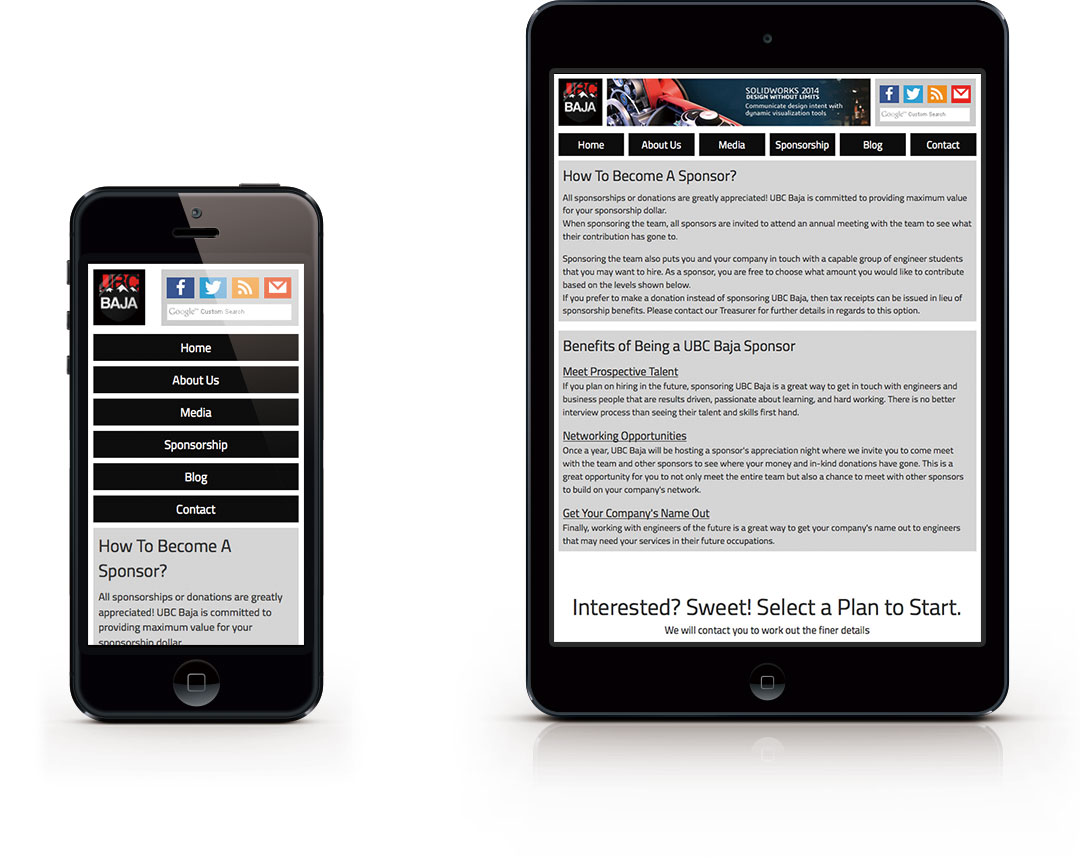 UBC
BAJA
Google™ Custom Search
Home
About Us
Media
Sponsorship
Blog
Contact
How To Become A
Sponsor?
All sponsorships or donations are greatly
appreciated! UBC Baja is committed to
providing maximum value for your
sponsorship dollar.
UBC
BAJA
SOLIDWORKS 2014
DESIGN WITHOUT LIMITS
Communicate design intent with
dynamic visualization tools
Google™ Custom Search
Home About Us Media Sponsorship Blog Contact
How To Become A Sponsor?
All sponsorships or donations are greatly appreciated! UBC Baja is committed to providing maximum value
for your sponsorship dollar.
When sponsoring the team, all sponsors are invited to attend an annual meeting with the team to see what
their contribution has gone to.
Sponsoring the team also puts you and your company in touch with a capable group of engineer students
that you may want to hire. As a sponsor, you are free to choose what amount you would like to contribute
based on the levels shown below.
If you prefer to make a donation instead of sponsoring UBC Baja, then tax receipts can be issued in lieu of
sponsorship benefits. Please contact our Treasurer for further details in regards to this option.
Benefits of Being a UBC Baja Sponsor
Meet Prospective Talent
If you plan on hiring in the future, sponsoring UBC Baja is a great way to get in touch with engineers and
business people that are results driven, passionate about learning, and hard working. There is no better
interview process than seeing their talent and skills first hand.
Networking Opportunities
Once a year, UBC Baja will be hosting a sponsor's appreciation night where we invite you to come meet
with the team and other sponsors to see where your money and in-kind donations have gone. This is a
great opportunity for you to not only meet the entire team but also a chance to meet with other sponsors
to build on your company's network.
Get Your Company's Name Out
Finally, working with engineers of the future is a great way to get your company's name out to engineers
that may need your services in their future occupations.
Interested? Sweet! Select a Plan to Start.
We will contact you to work out the finer details